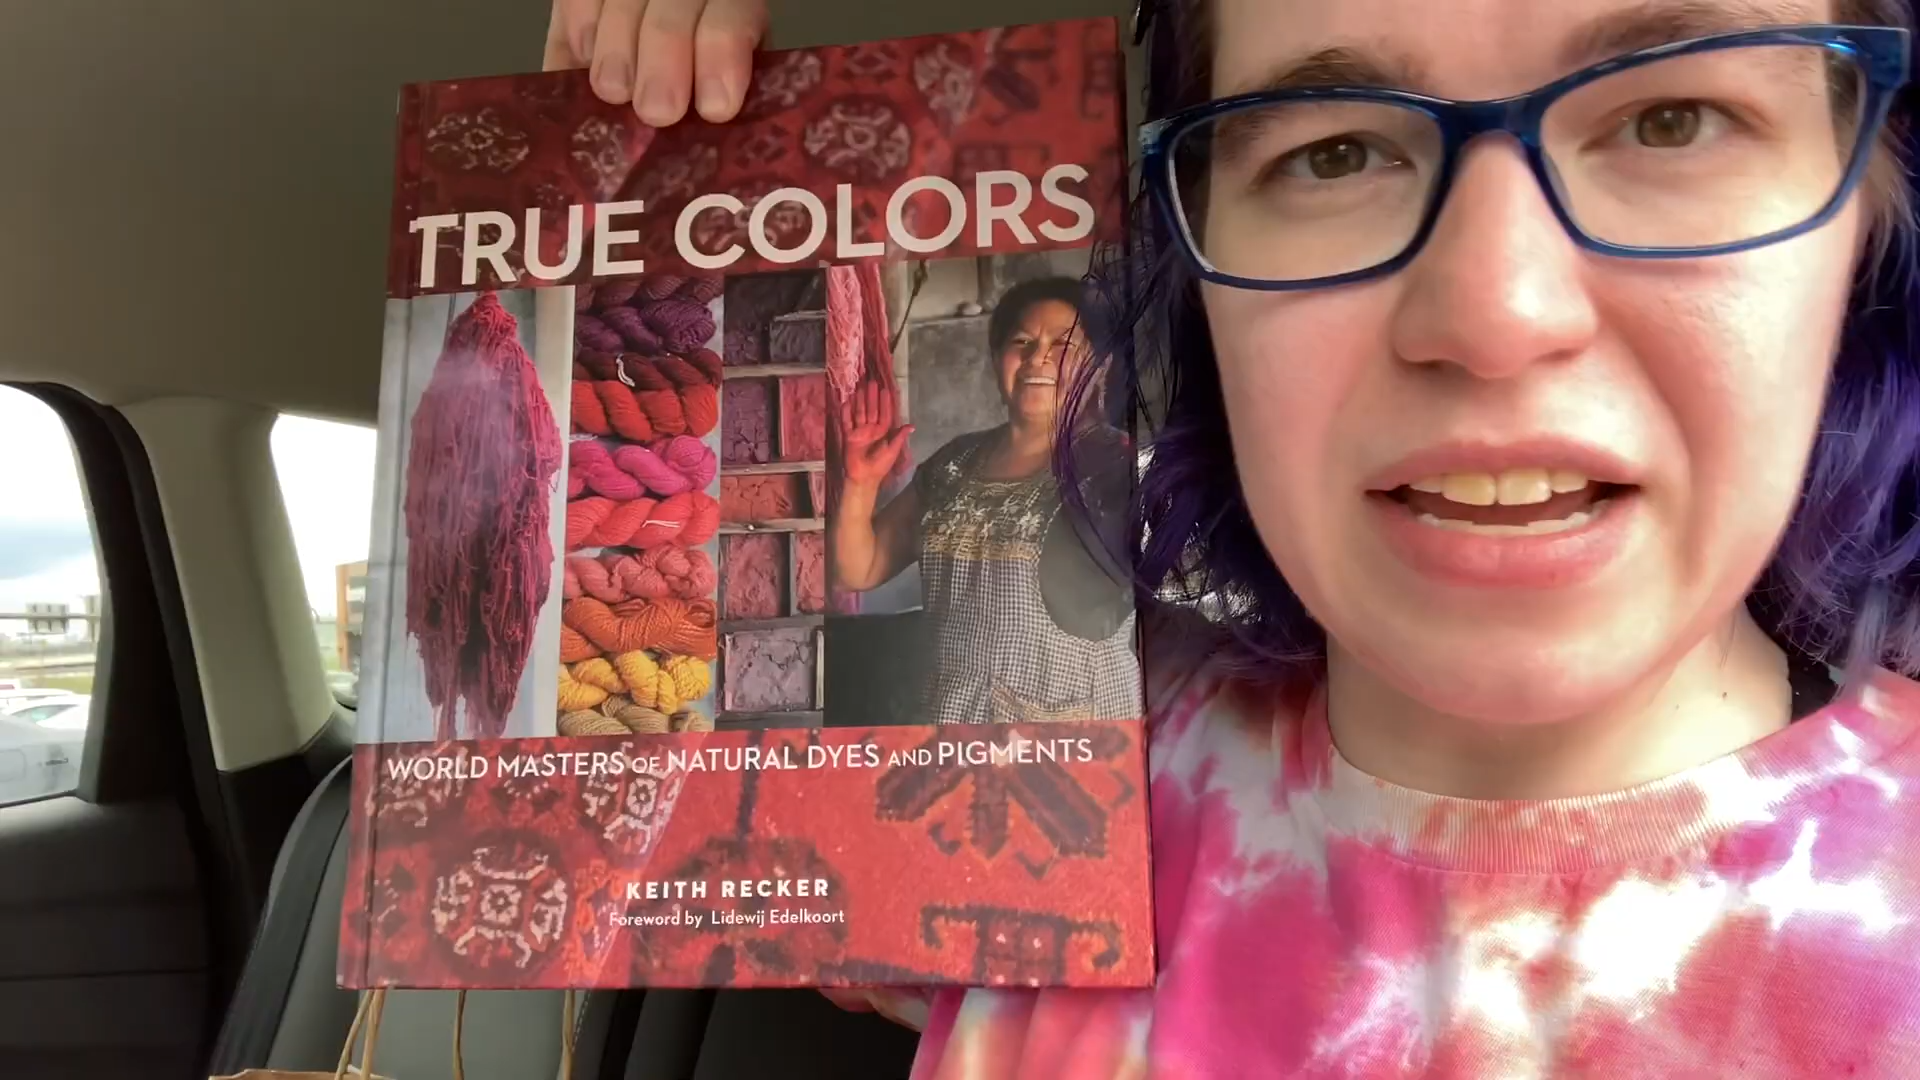 TRUE COLORS
WORLD MASTERS OF NATURAL DYES AND PIGMENTS
KEITH RECKER
Foreword by Lidewij Edelkoort